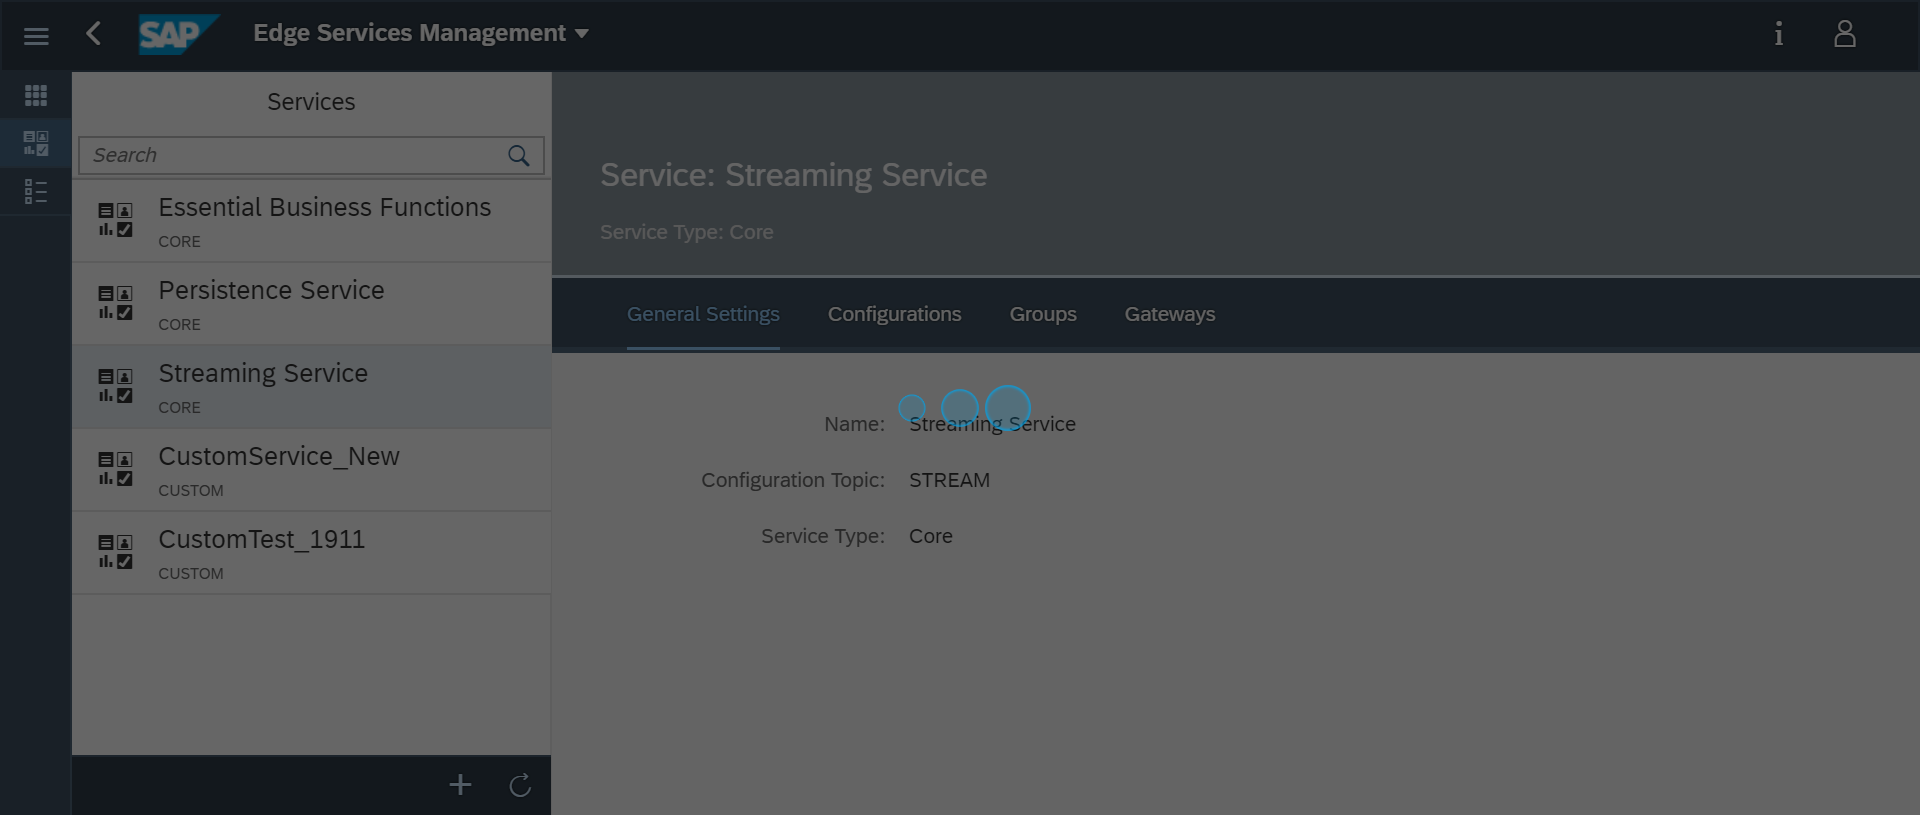 SAP
Edge Services Management
i
Services
Search
Essential Business Functions
CORE
Persistence Service
CORE
Streaming Service
CORE
CustomService_New
CUSTOM
CustomTest_1911
CUSTOM
Service: Streaming Service
Service Type: Core
General Settings
Configurations
Groups
Gateways
Name: Streaming Service
Configuration Topic: STREAM
Service Type: Core